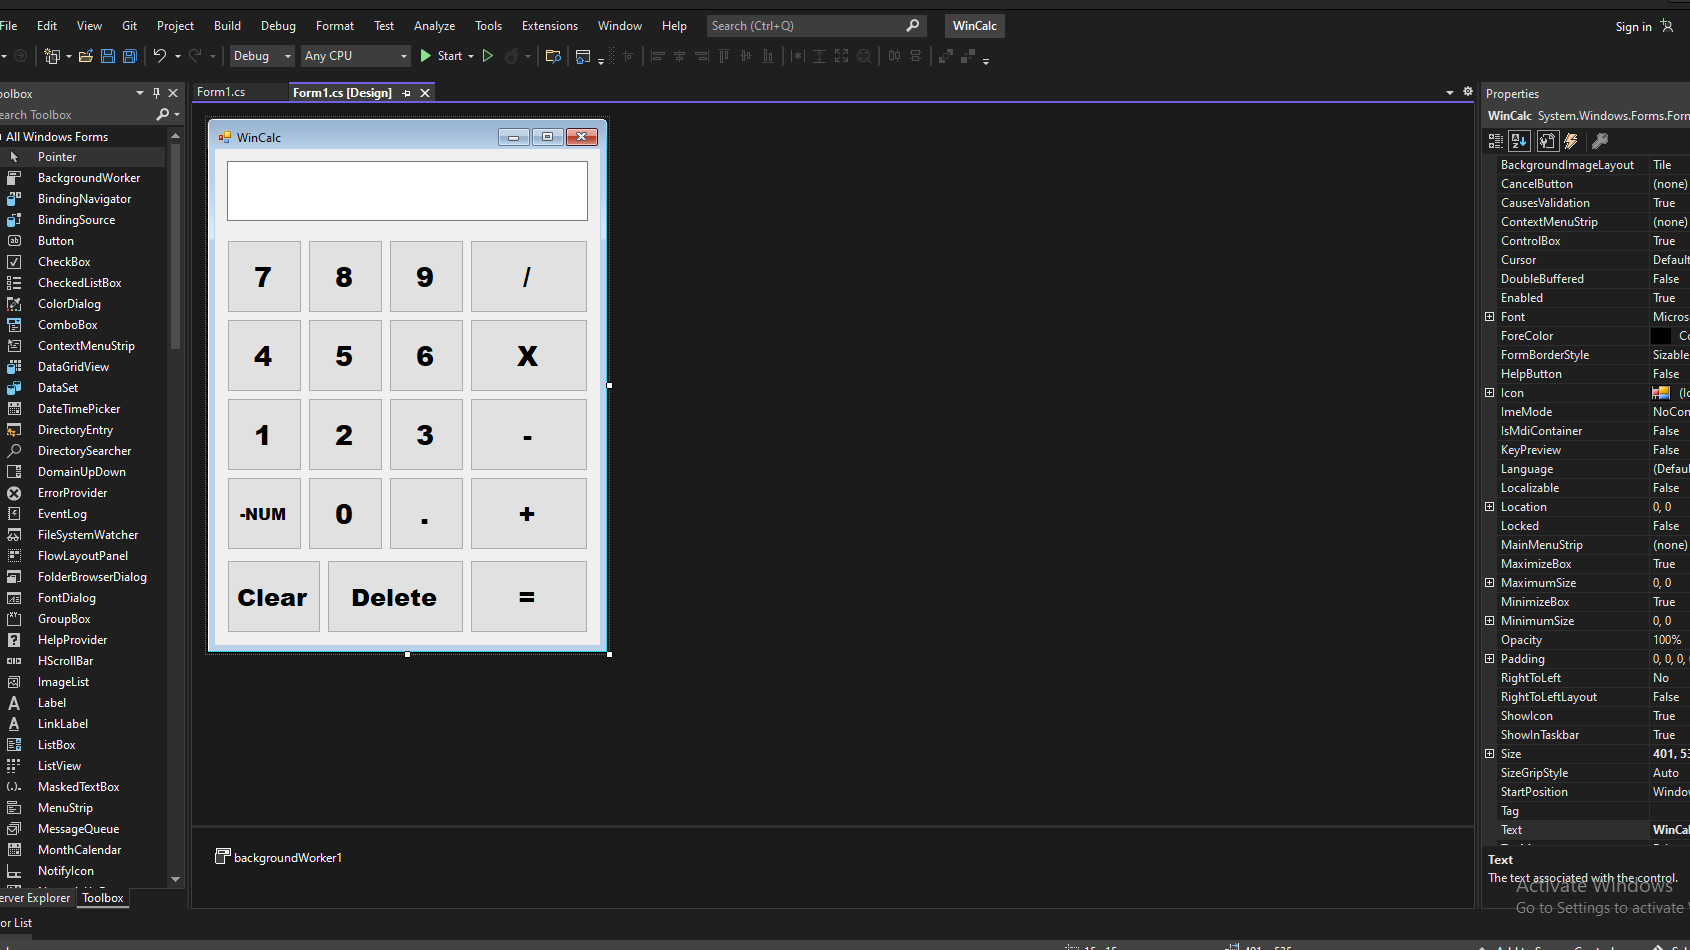 File Edit View Git Project Build Debug Format Test Analyze Tools Extensions Window Help Search (Ctrl+Q) WinCalc Sign in
Debug Any CPU Start
oolbox
earch Toolbox
All Windows Forms
Pointer
BackgroundWorker
BindingNavigator
BindingSource
Button
CheckBox
CheckedListBox
ColorDialog
ComboBox
ContextMenuStrip
DataGridView
DataSet
DateTimePicker
DirectoryEntry
DirectorySearcher
DomainUpDown
ErrorProvider
EventLog
FileSystemWatcher
FlowLayoutPanel
FolderBrowserDialog
FontDialog
GroupBox
HelpProvider
HScrollBar
ImageList
Label
LinkLabel
ListBox
ListView
MaskedTextBox
MenuStrip
MessageQueue
MonthCalendar
NotifyIcon
erver Explorer Toolbox
or List
Form1.cs Form1.cs [Design]
WinCalc
7 8 9 /
4 5 6 X
1 2 3 -
-NUM 0 . +
Clear Delete =
backgroundWorker1
Properties
WinCalc System.Windows.Forms.Form
BackgroundImageLayout Tile
CancelButton (none)
CausesValidation True
ContextMenuStrip (none)
ControlBox True
Cursor Default
DoubleBuffered False
Enabled True
Font Micros
ForeColor Co
FormBorderStyle Sizable
HelpButton False
Icon (Ic
ImeMode NoCon
IsMdiContainer False
KeyPreview False
Language (Defaul
Localizable False
Location 0, 0
Locked False
MainMenuStrip (none)
MaximizeBox True
MaximumSize 0, 0
MinimizeBox True
MinimumSize 0, 0
Opacity 100%
Padding 0, 0, 0,
RightToLeft No
RightToLeftLayout False
ShowIcon True
ShowInTaskbar True
Size 401, 53
SizeGripStyle Auto
StartPosition Windo
Tag
Text WinCal
Text
The text associated with the control.
Activate Windows
Go to Settings to activate